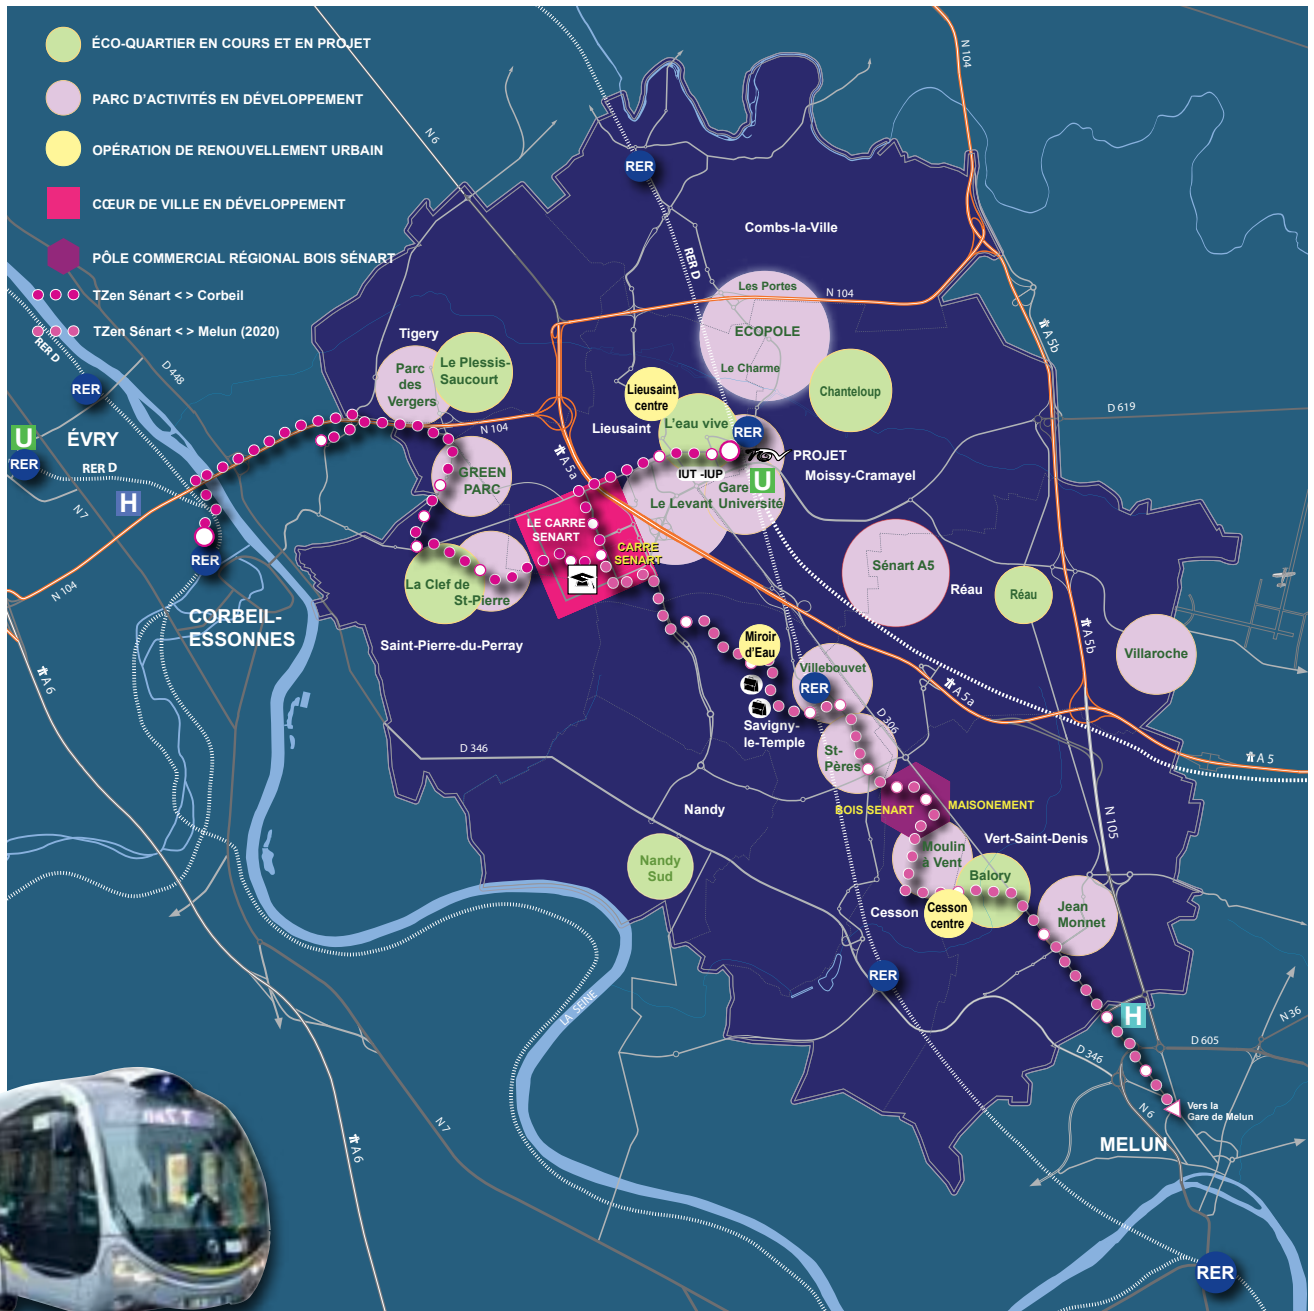 ÉCO-QUARTIER EN COURS ET EN PROJET
PARC D'ACTIVITÉS EN DÉVELOPPEMENT
OPÉRATION DE RENOUVELLEMENT URBAIN
CŒUR DE VILLE EN DÉVELOPPEMENT
PÔLE COMMERCIAL RÉGIONAL BOIS SÉNART
TZen Sénart < > Corbeil
TZen Sénart < > Melun (2020)
N 6
N 104
RER
RER D
Combs-la-Ville
Les Portes
N 104
ECOPOLE
Le Charme
A 5b
D 619
Chanteloup
Tigery
Parc
des
Vergers
Le Plessis-
Saucourt
N 104
Lieusaint
centre
Lieusaint
L'eau vive
RER
PROJET
Moissy-Cramayel
IUT -IUP
Gare
U
Université
Le Levant
A 5a
RER D
D 448
RER
U
ÉVRY
RER
RER D
H
N 7
N 104
RER
CORBEIL-
ESSONNES
A 6
GREEN
PARC
LE CARRE
SENART
CARRE
SENART
La Clef de
St-Pierre
Saint-Pierre-du-Perray
Sénart A5
Réau
Réau
A 5b
Villaroche
Miroir
d'Eau
Villebouvet
RER
A 5a
Savigny-
le-Temple
D 306
St-
Pères
A 5
D 346
BOIS SENART
MAISONEMENT
Nandy
Vert-Saint-Denis
N 105
Moulin
à Vent
Nandy
Sud
Balory
Cesson
Cesson
centre
Jean
Monnet
RER
LA SEINE
H
N 36
D 605
D 346
N 6
Vers la
Gare de Melun
MELUN
N 7
A 6
RER